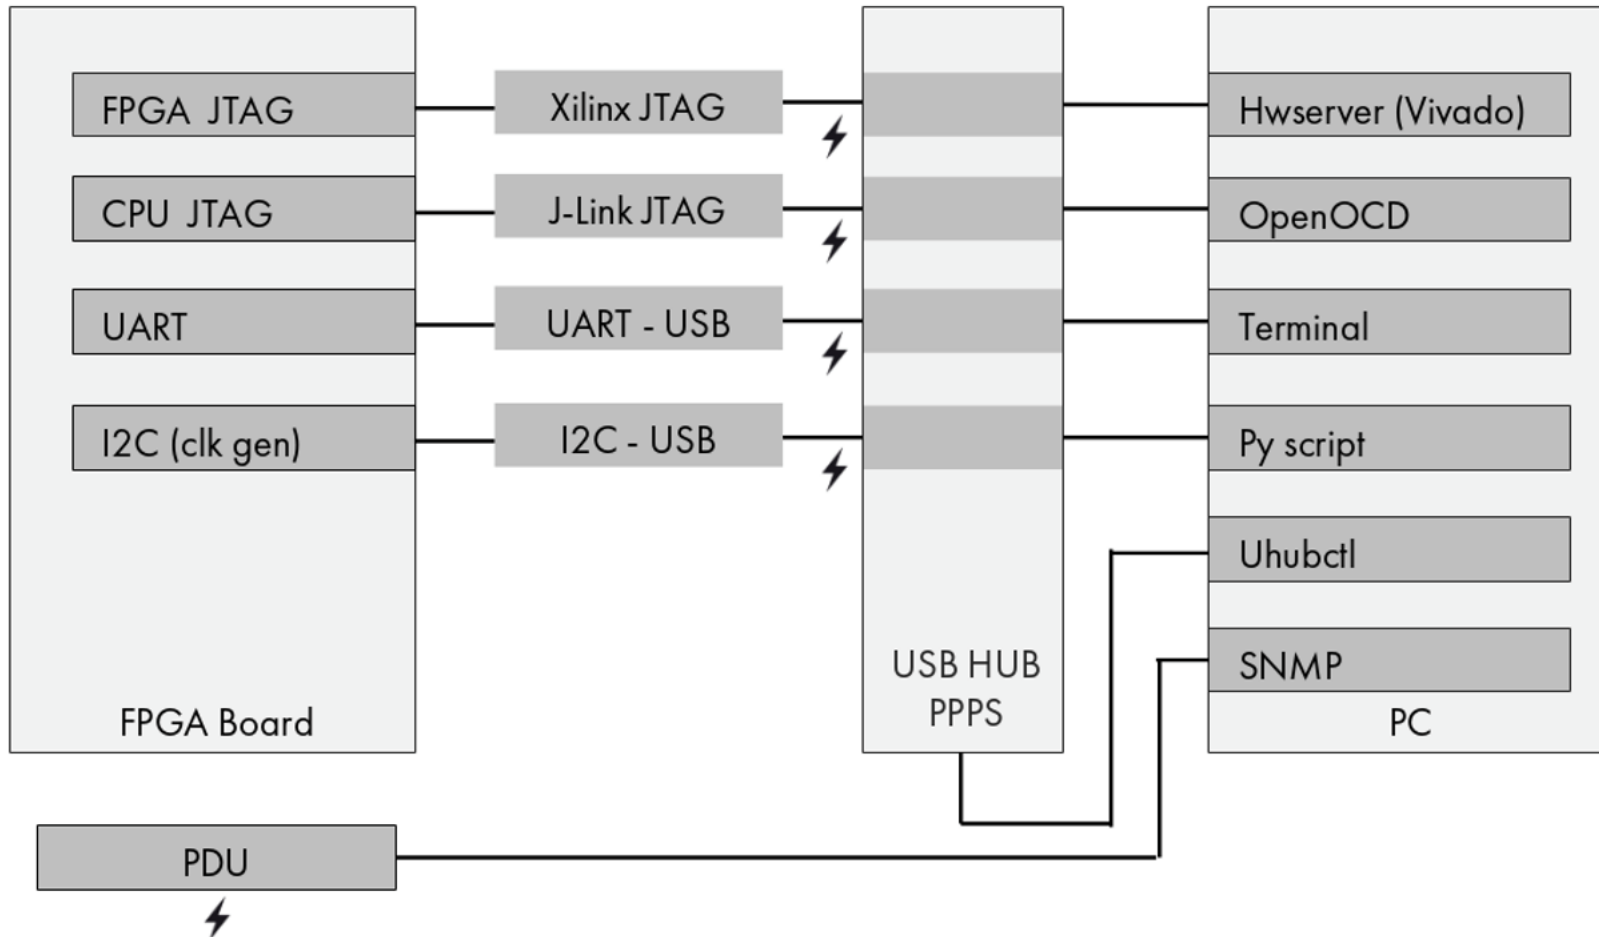 FPGA JTAG
Xilinx JTAG
Hwserver (Vivado)
CPU JTAG
J-Link JTAG
OpenOCD
UART
UART - USB
Terminal
I2C (clk gen)
I2C - USB
Py script
Uhubctl
SNMP
USB HUB
PPPS
FPGA Board
PC
PDU